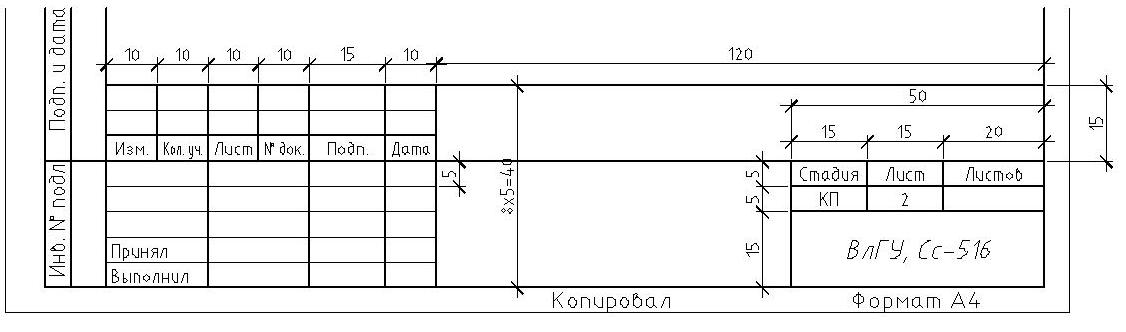 Подп. и дата
Инв. № подл
10 10 10 10 15 10 120
50
15 15 20
15
Изм. Кол. уч. Лист № док. Подп. Дата
5
8х5=40
5
5
15
Стадия Лист Листов
КП 2
ВлГУ, Сс-516
Принял
Выполнил
Копировал Формат А4